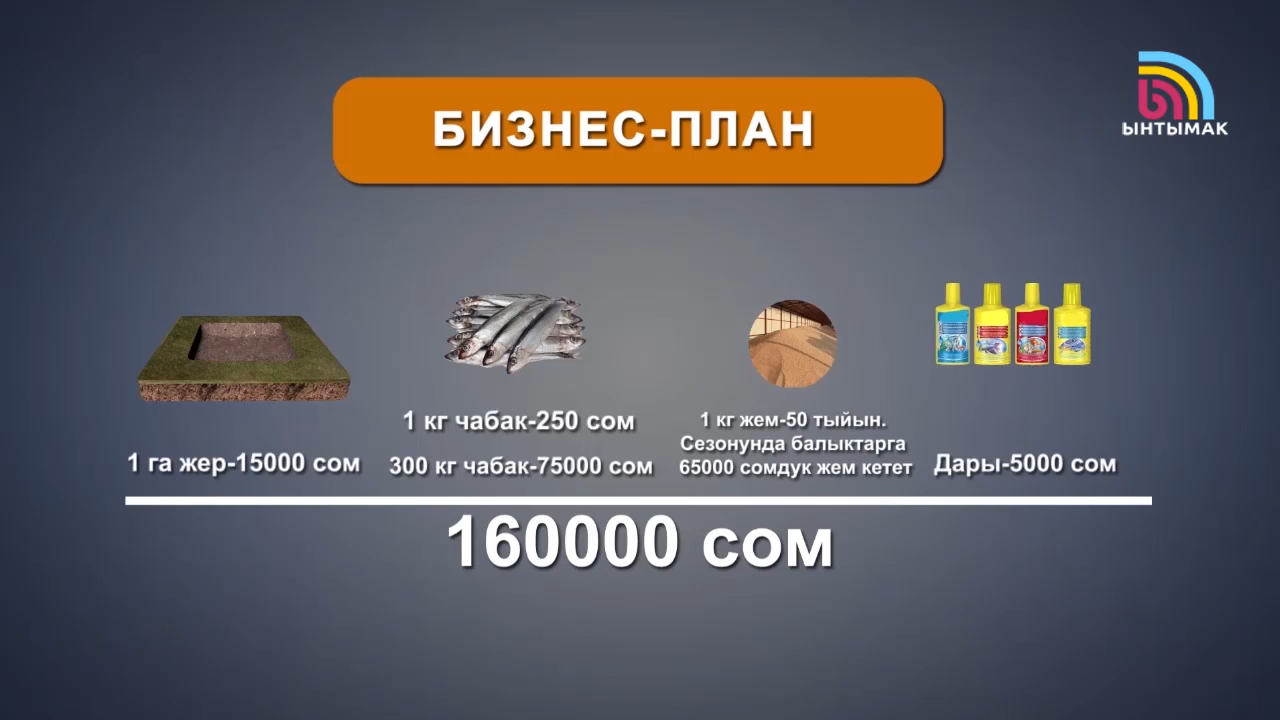 БИЗНЕС-ПЛАН
ЫНТЫМАК
1 га жер-15000 сом
1 кг чабак-250 сом
300 кг чабак-75000 сом
1 кг жем-50 тыйын.
Сезонунда балыктарга
65000 сомдук жем кетет
Дары-5000 сом
160000 сом